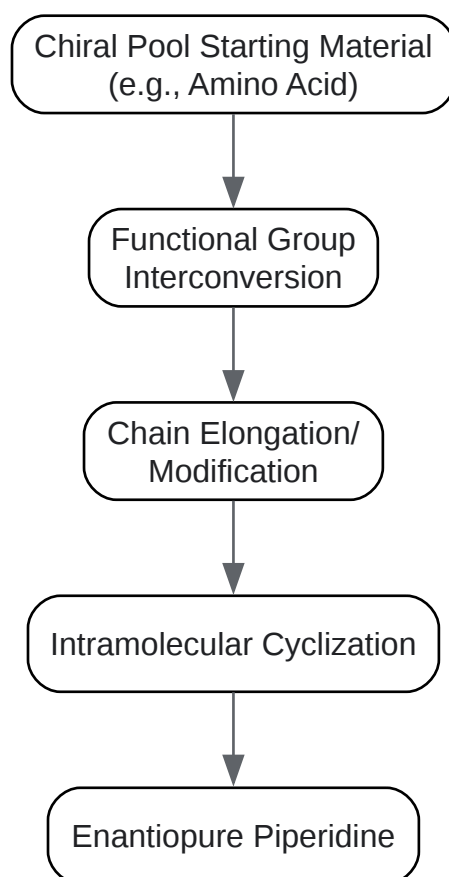 Chiral Pool Starting Material
(e.g., Amino Acid)
Functional Group
Interconversion
Chain Elongation/
Modification
Intramolecular Cyclization
Enantiopure Piperidine